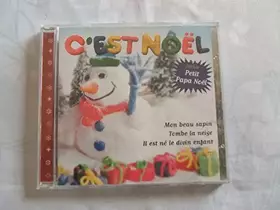 C'EST NOËL
Petit
Papa Noël
Mon beau sapin
Tombe la neige
Il est né le divin enfant